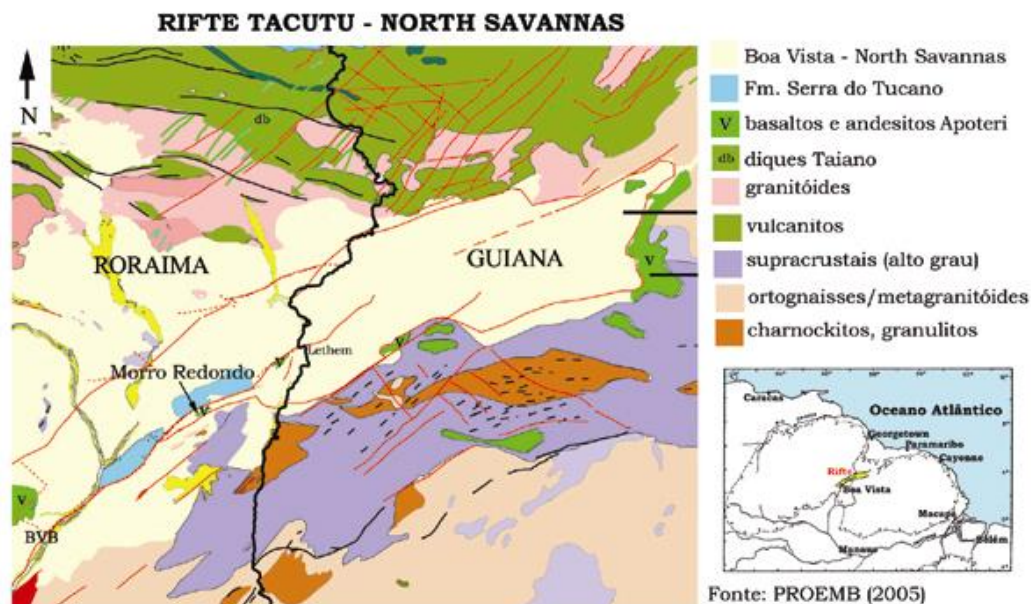 RIFTE TACUTU - NORTH SAVANNAS
N
db
RORAIMA
GUIANA
V
Lethem
V
V
Morro Redondo
V
V
BVB
Boa Vista - North Savannas
Fm. Serra do Tucano
V basaltos e andesitos Apoteri
db diques Taiano
granitóides
vulcanitos
supracrustais (alto grau)
ortognaisses/metagranitóides
charnockitos, granulitos
Caracas
Oceano Atlântico
Georgetown
Paramaribo
Cayenne
Rifte
Boa Vista
Macapá
Manaus
Belém
Fonte: PROEMB (2005)